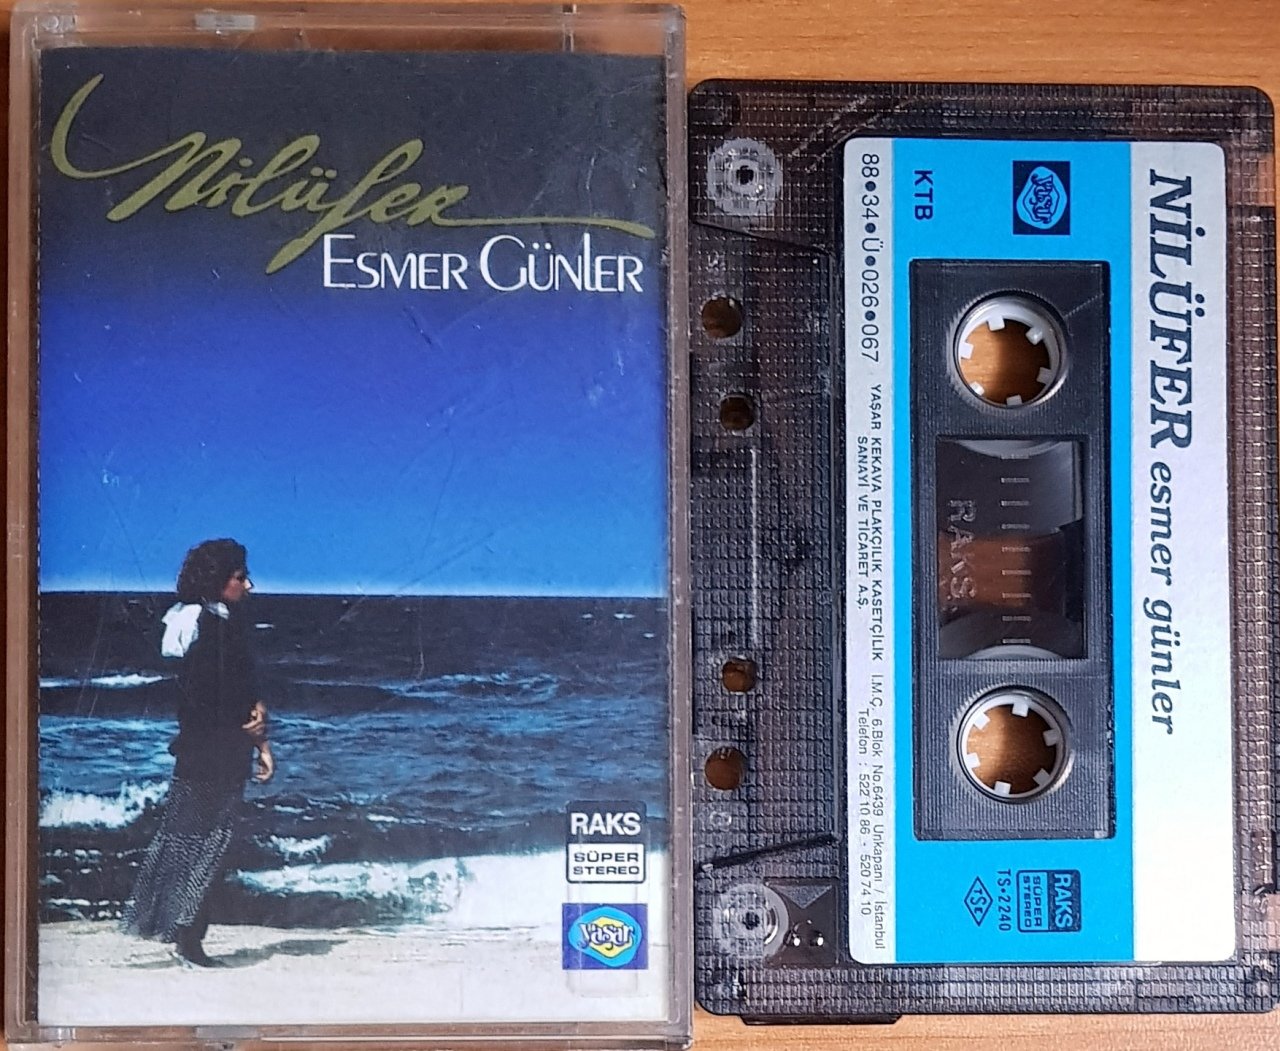 Nilüfer
ESMER GÜNLER
RAKS
SÜPER
STEREO
yaşar
NİLÜFER esmer günler
yaşar
KTB
RAKS
RAKS
SÜPER
STEREO
TS•2240
TSE
88•34•Ü•026•067
YAŞAR KEKAVA PLAKÇILIK KASETÇİLİK
SANAYİ VE TİCARET A.Ş.
İ.M.Ç. 6.Blok No.6439 Unkapanı / İstanbul
Telefon : 522 10 86 - 520 74 10